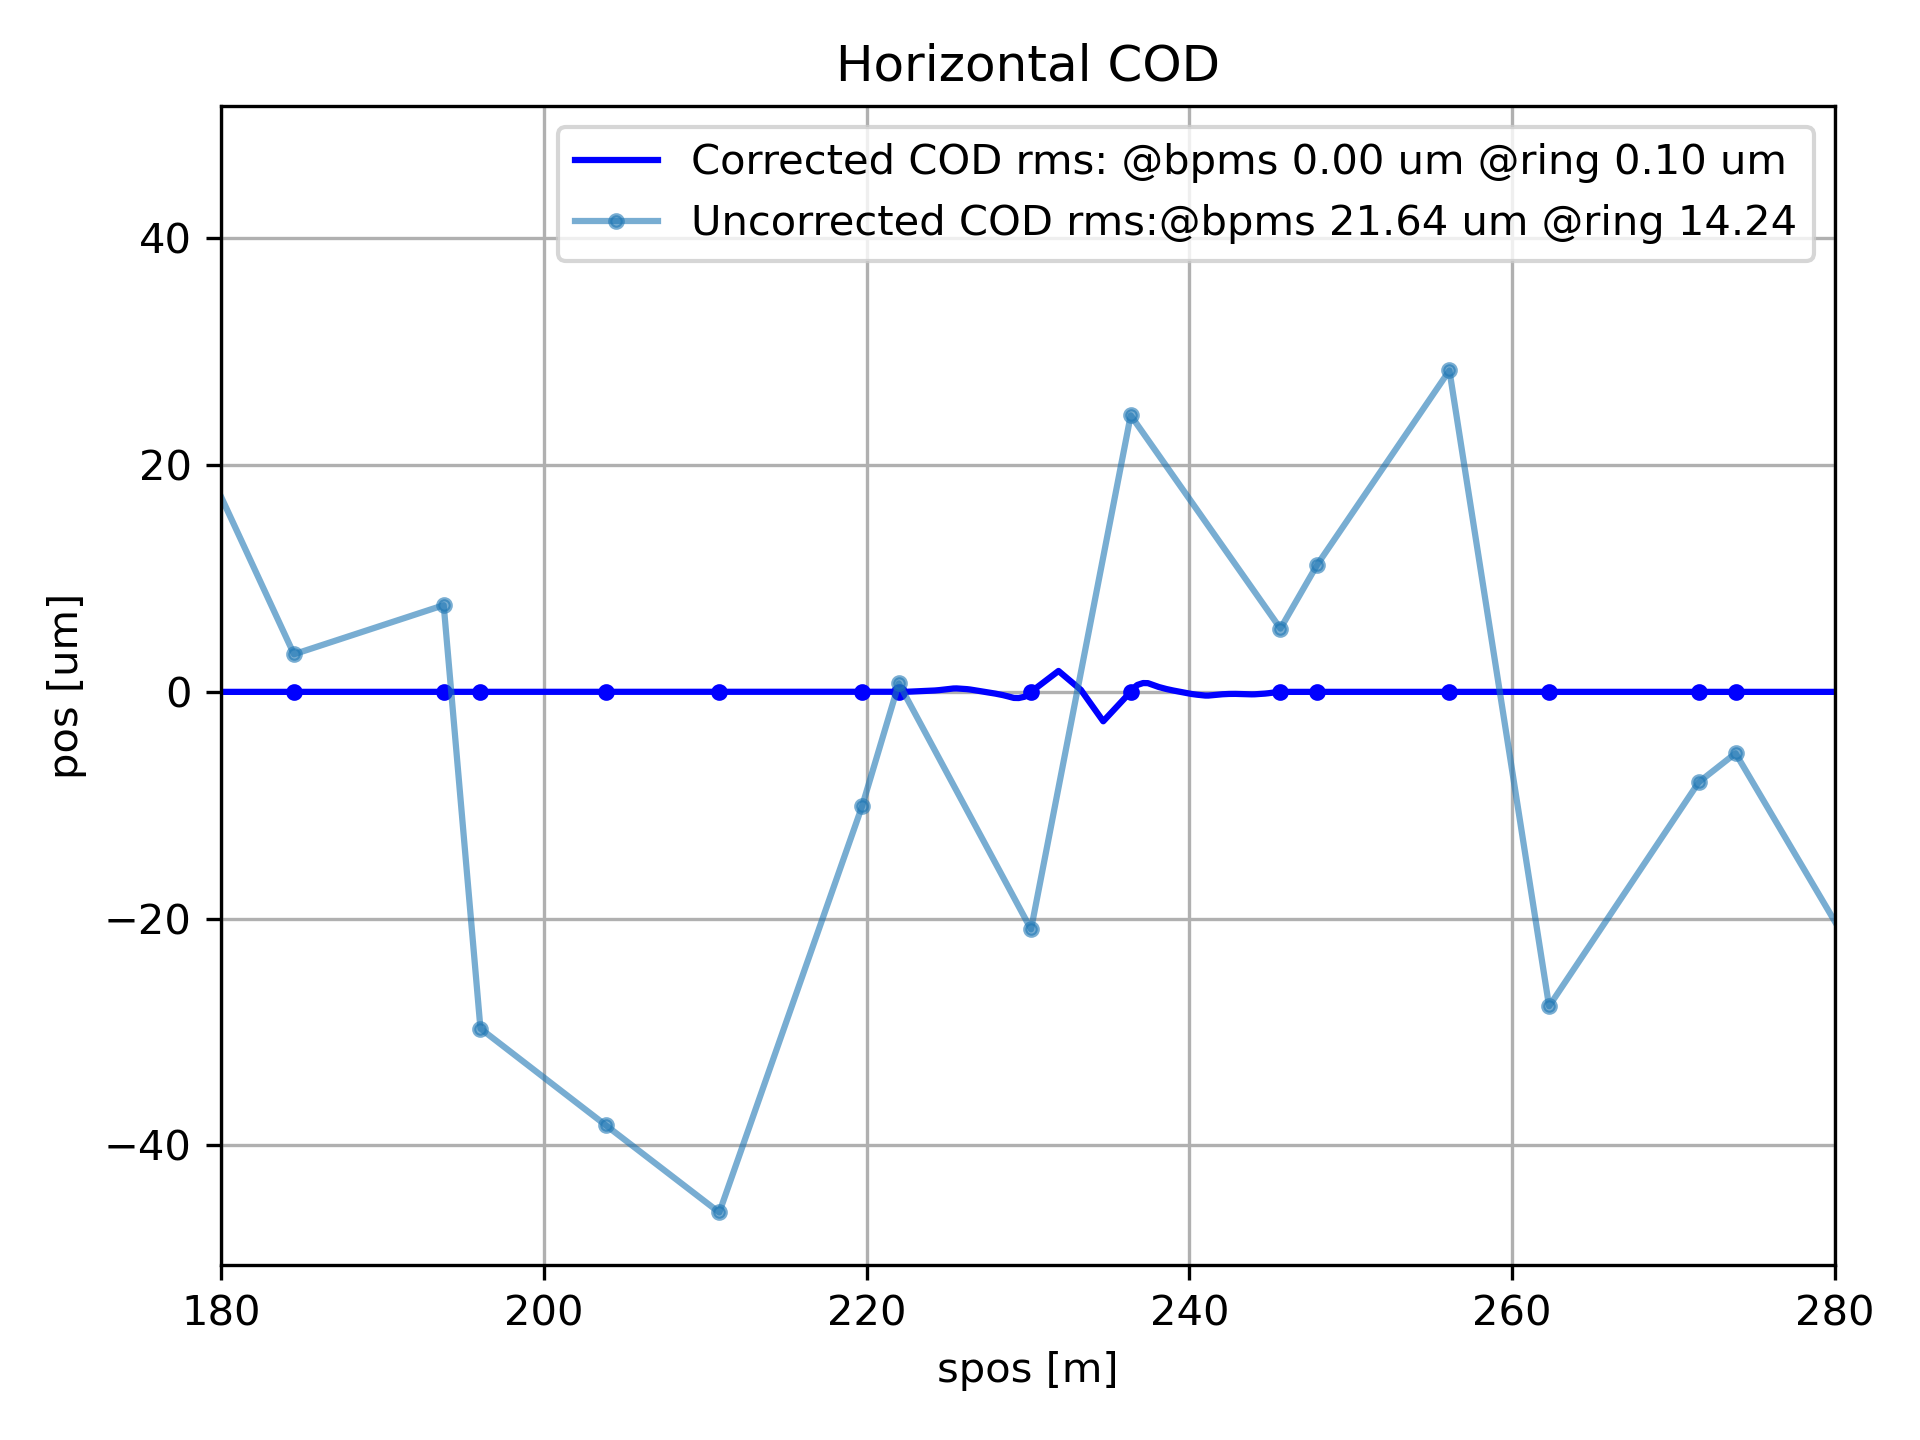 Horizontal COD
Corrected COD rms: @bpms 0.00 um @ring 0.10 um
Uncorrected COD rms:@bpms 21.64 um @ring 14.24
40
20
0
−20
−40
pos [um]
180 200 220 240 260 280
spos [m]